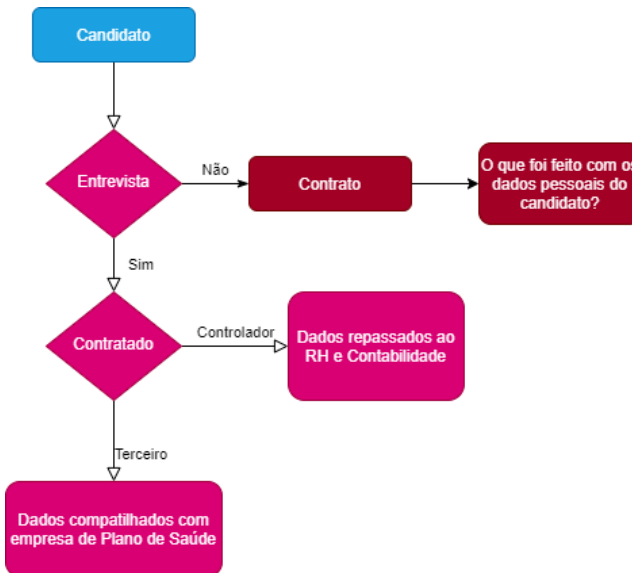 Candidato
Entrevista
Não
Contrato
O que foi feito com os
dados pessoais do
candidato?
Sim
Contratado
Controlador
Dados repassados ao
RH e Contabilidade
Terceiro
Dados compatilhados com
empresa de Plano de Saúde